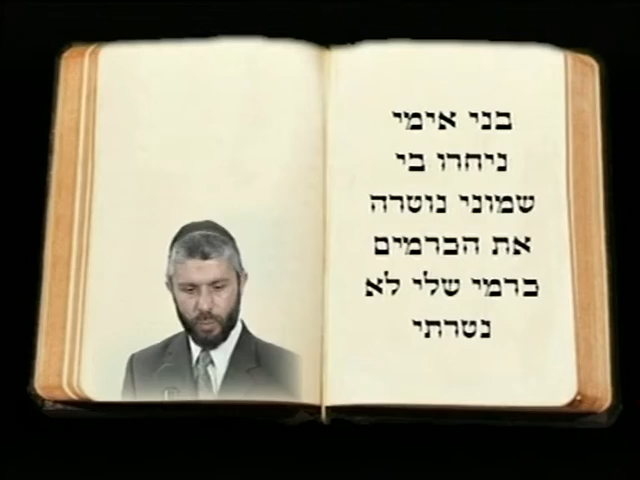 בני אימי
ניחרו בי
שמוני נוטרה
את הכרמים
כרמי שלי לא
נטרתי